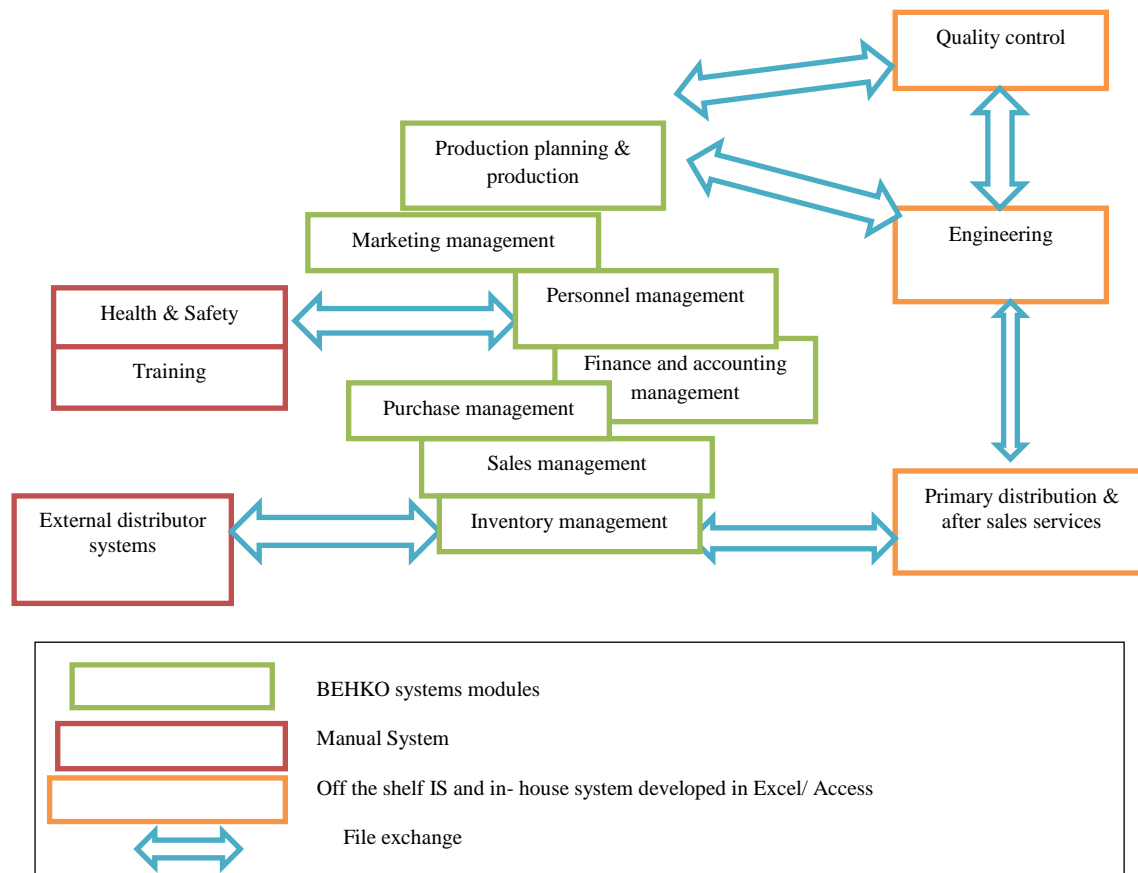 Quality control
Production planning &
production
Engineering
Marketing management
Personnel management
Health & Safety
Training
Finance and accounting
management
Purchase management
Sales management
External distributor
systems
Inventory management
Primary distribution &
after sales services
BEHKO systems modules
Manual System
Off the shelf IS and in- house system developed in Excel/ Access
File exchange